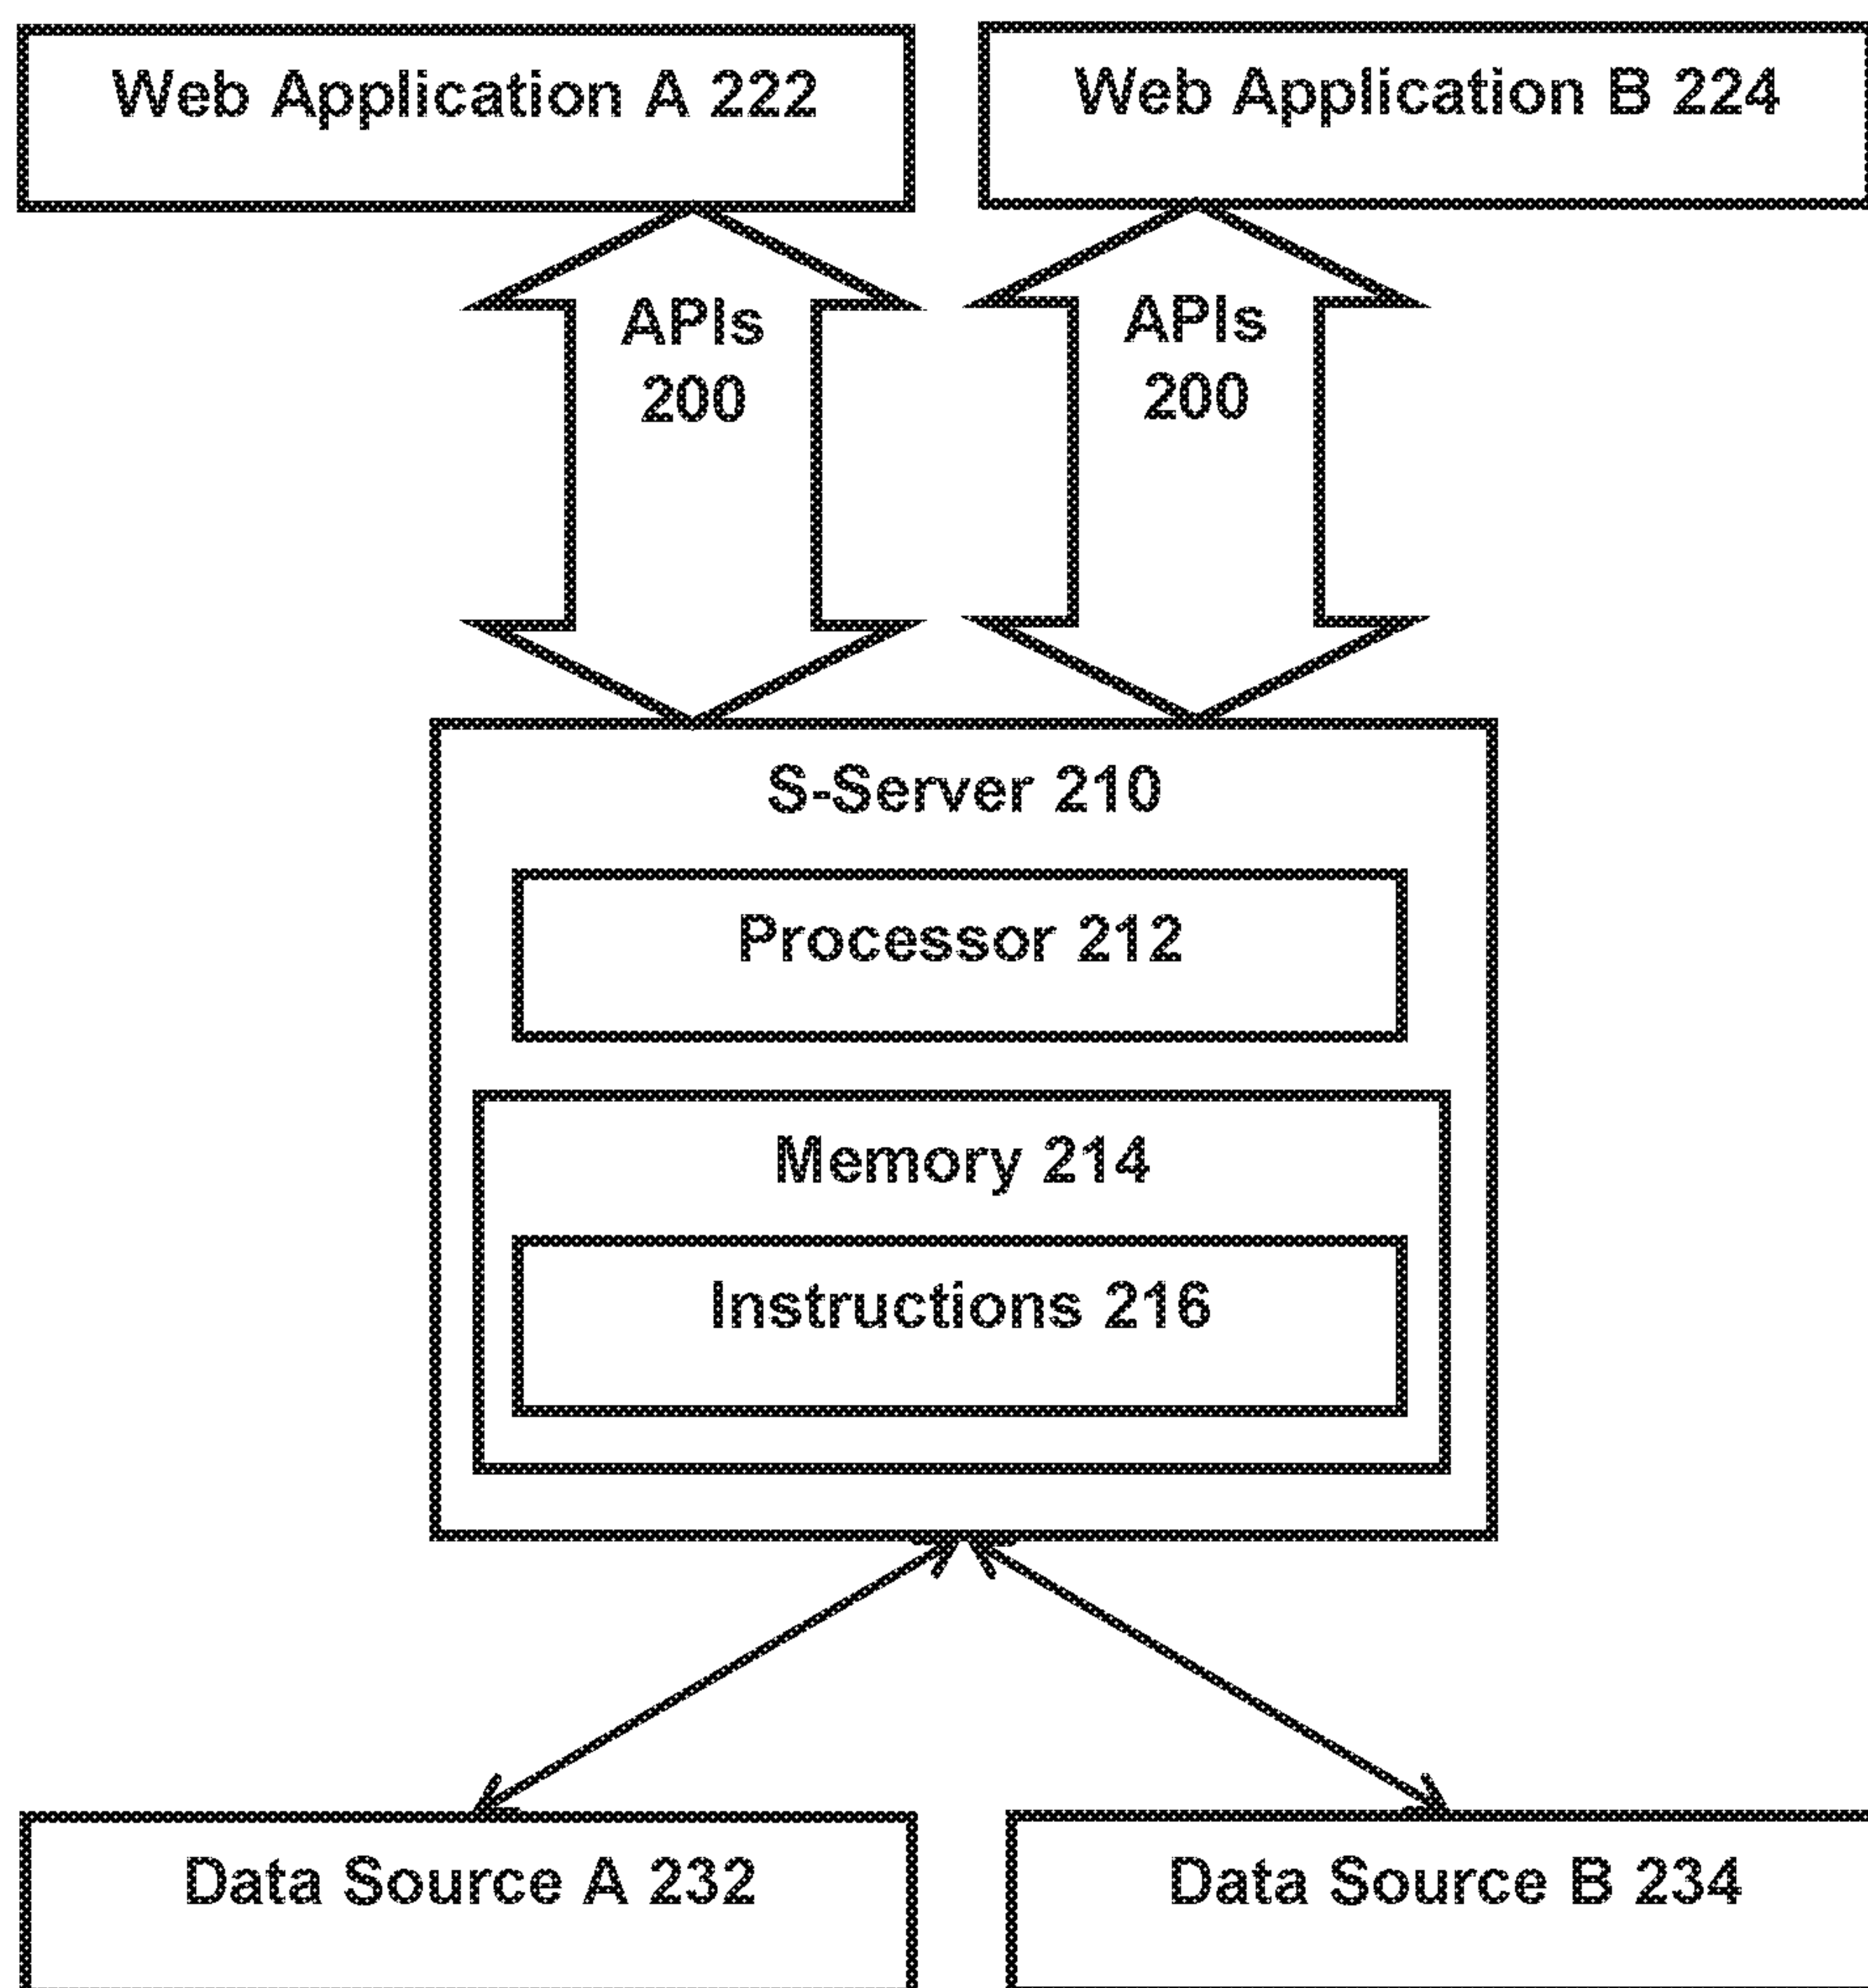 Web Application A 222
Web Application B 224
APIs
200
APIs
200
S-Server 210
Processor 212
Memory 214
Instructions 216
Data Source A 232
Data Source B 234